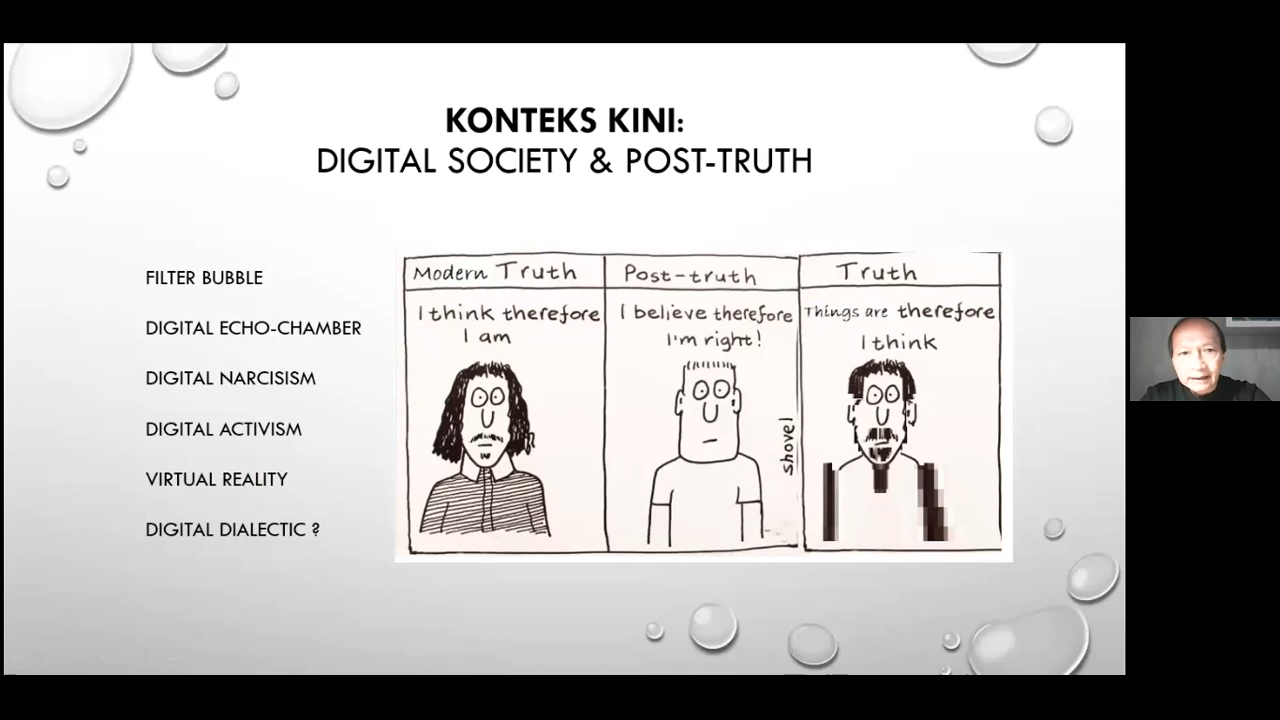 KONTEKS KINI:
DIGITAL SOCIETY & POST-TRUTH
FILTER BUBBLE
DIGITAL ECHO-CHAMBER
DIGITAL NARCISISM
DIGITAL ACTIVISM
VIRTUAL REALITY
DIGITAL DIALECTIC ?
Modern Truth
I think therefore
I am
Post-truth
I believe therefore
I'm right!
shovel
Truth
Things are therefore
I think